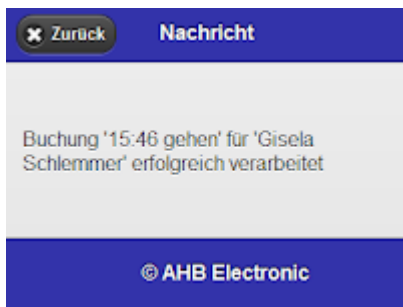 Zurück
Nachricht
Buchung '15:46 gehen' für 'Gisela
Schlemmer' erfolgreich verarbeitet
© AHB Electronic